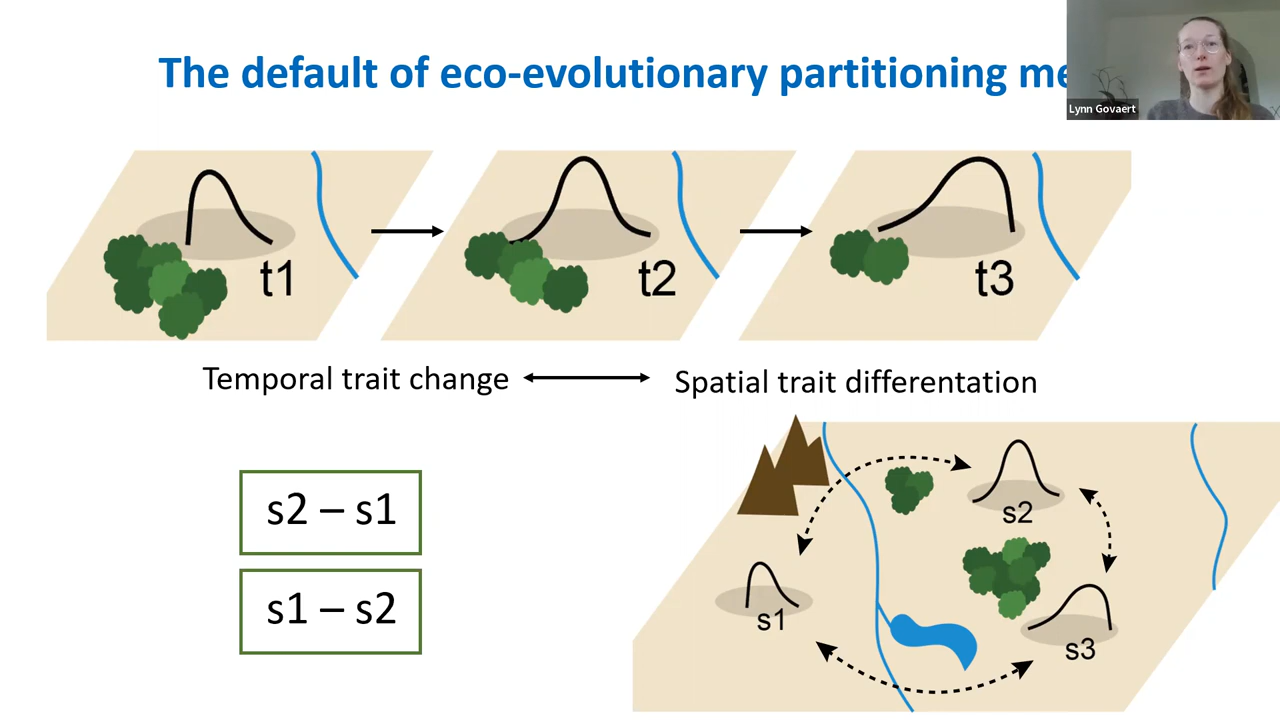 The default of eco-evolutionary partitioning me
Lynn Govaert
t1
t2
t3
Temporal trait change
Spatial trait differentation
s2 – s1
s1 – s2
s2
s1
s3